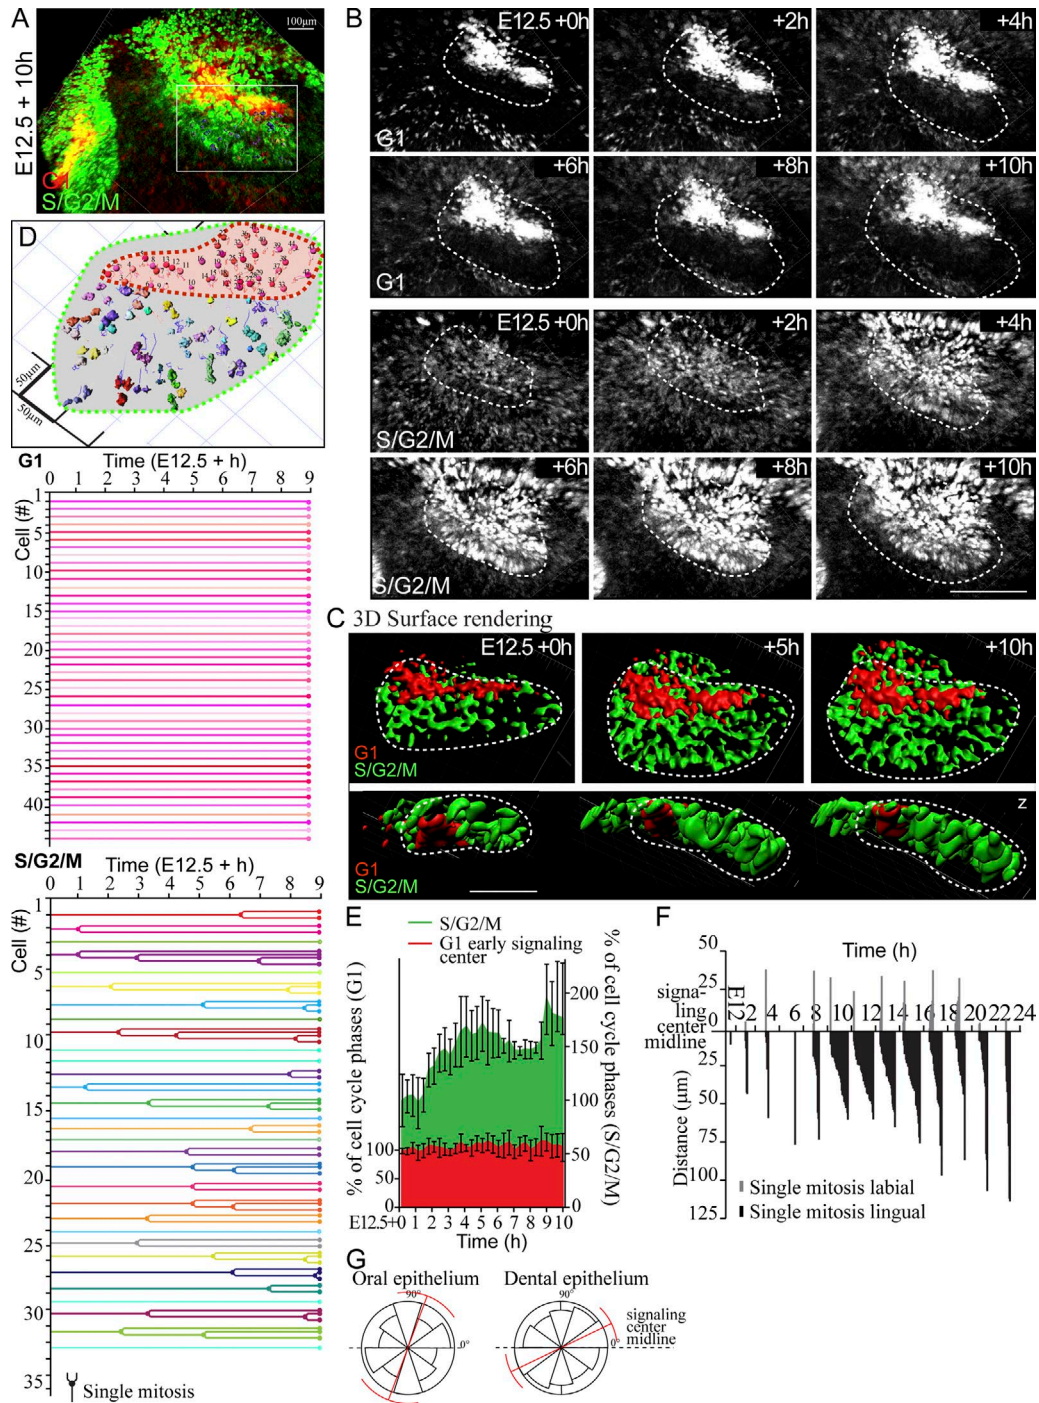 A
100µm
E12.5 + 10h
G1
S/G2/M
B
E12.5 +0h
+2h
+4h
G1
+6h
+8h
+10h
G1
E12.5 +0h
+2h
+4h
S/G2/M
+6h
+8h
+10h
S/G2/M
C 3D Surface rendering
E12.5 +0h
+5h
+10h
G1
S/G2/M
z
G1
S/G2/M
D
50µm
50µm
G1
Time (E12.5 + h)
0 1 2 3 4 5 6 7 8 9
Cell (#)
1
5
10
15
20
25
30
35
40
S/G2/M
Time (E12.5 + h)
0 1 2 3 4 5 6 7 8 9
Cell (#)
1
5
10
15
20
25
30
35
Single mitosis
E
S/G2/M
G1 early signaling
center
% of cell cycle phases (G1)
100
50
0
% of cell cycle phases (S/G2/M)
200
150
100
50
0
E12.5+0 1 2 3 4 5 6 7 8 9 10
Time (h)
F
Time (h)
50
25
signa-
ling
center
midline
E12
2 4 6 8 10 12 14 16 18 20 22 24
Distance (µm)
25
50
75
100
125
Single mitosis labial
Single mitosis lingual
G
Oral epithelium
90°
0°
Dental epithelium
90°
0°
signaling
center
midline